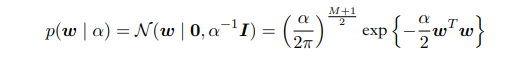 p(w | α) = N(w | 0, α⁻¹I) = (α/2π)^((M+1)/2) exp{−(α/2)wᵀw}